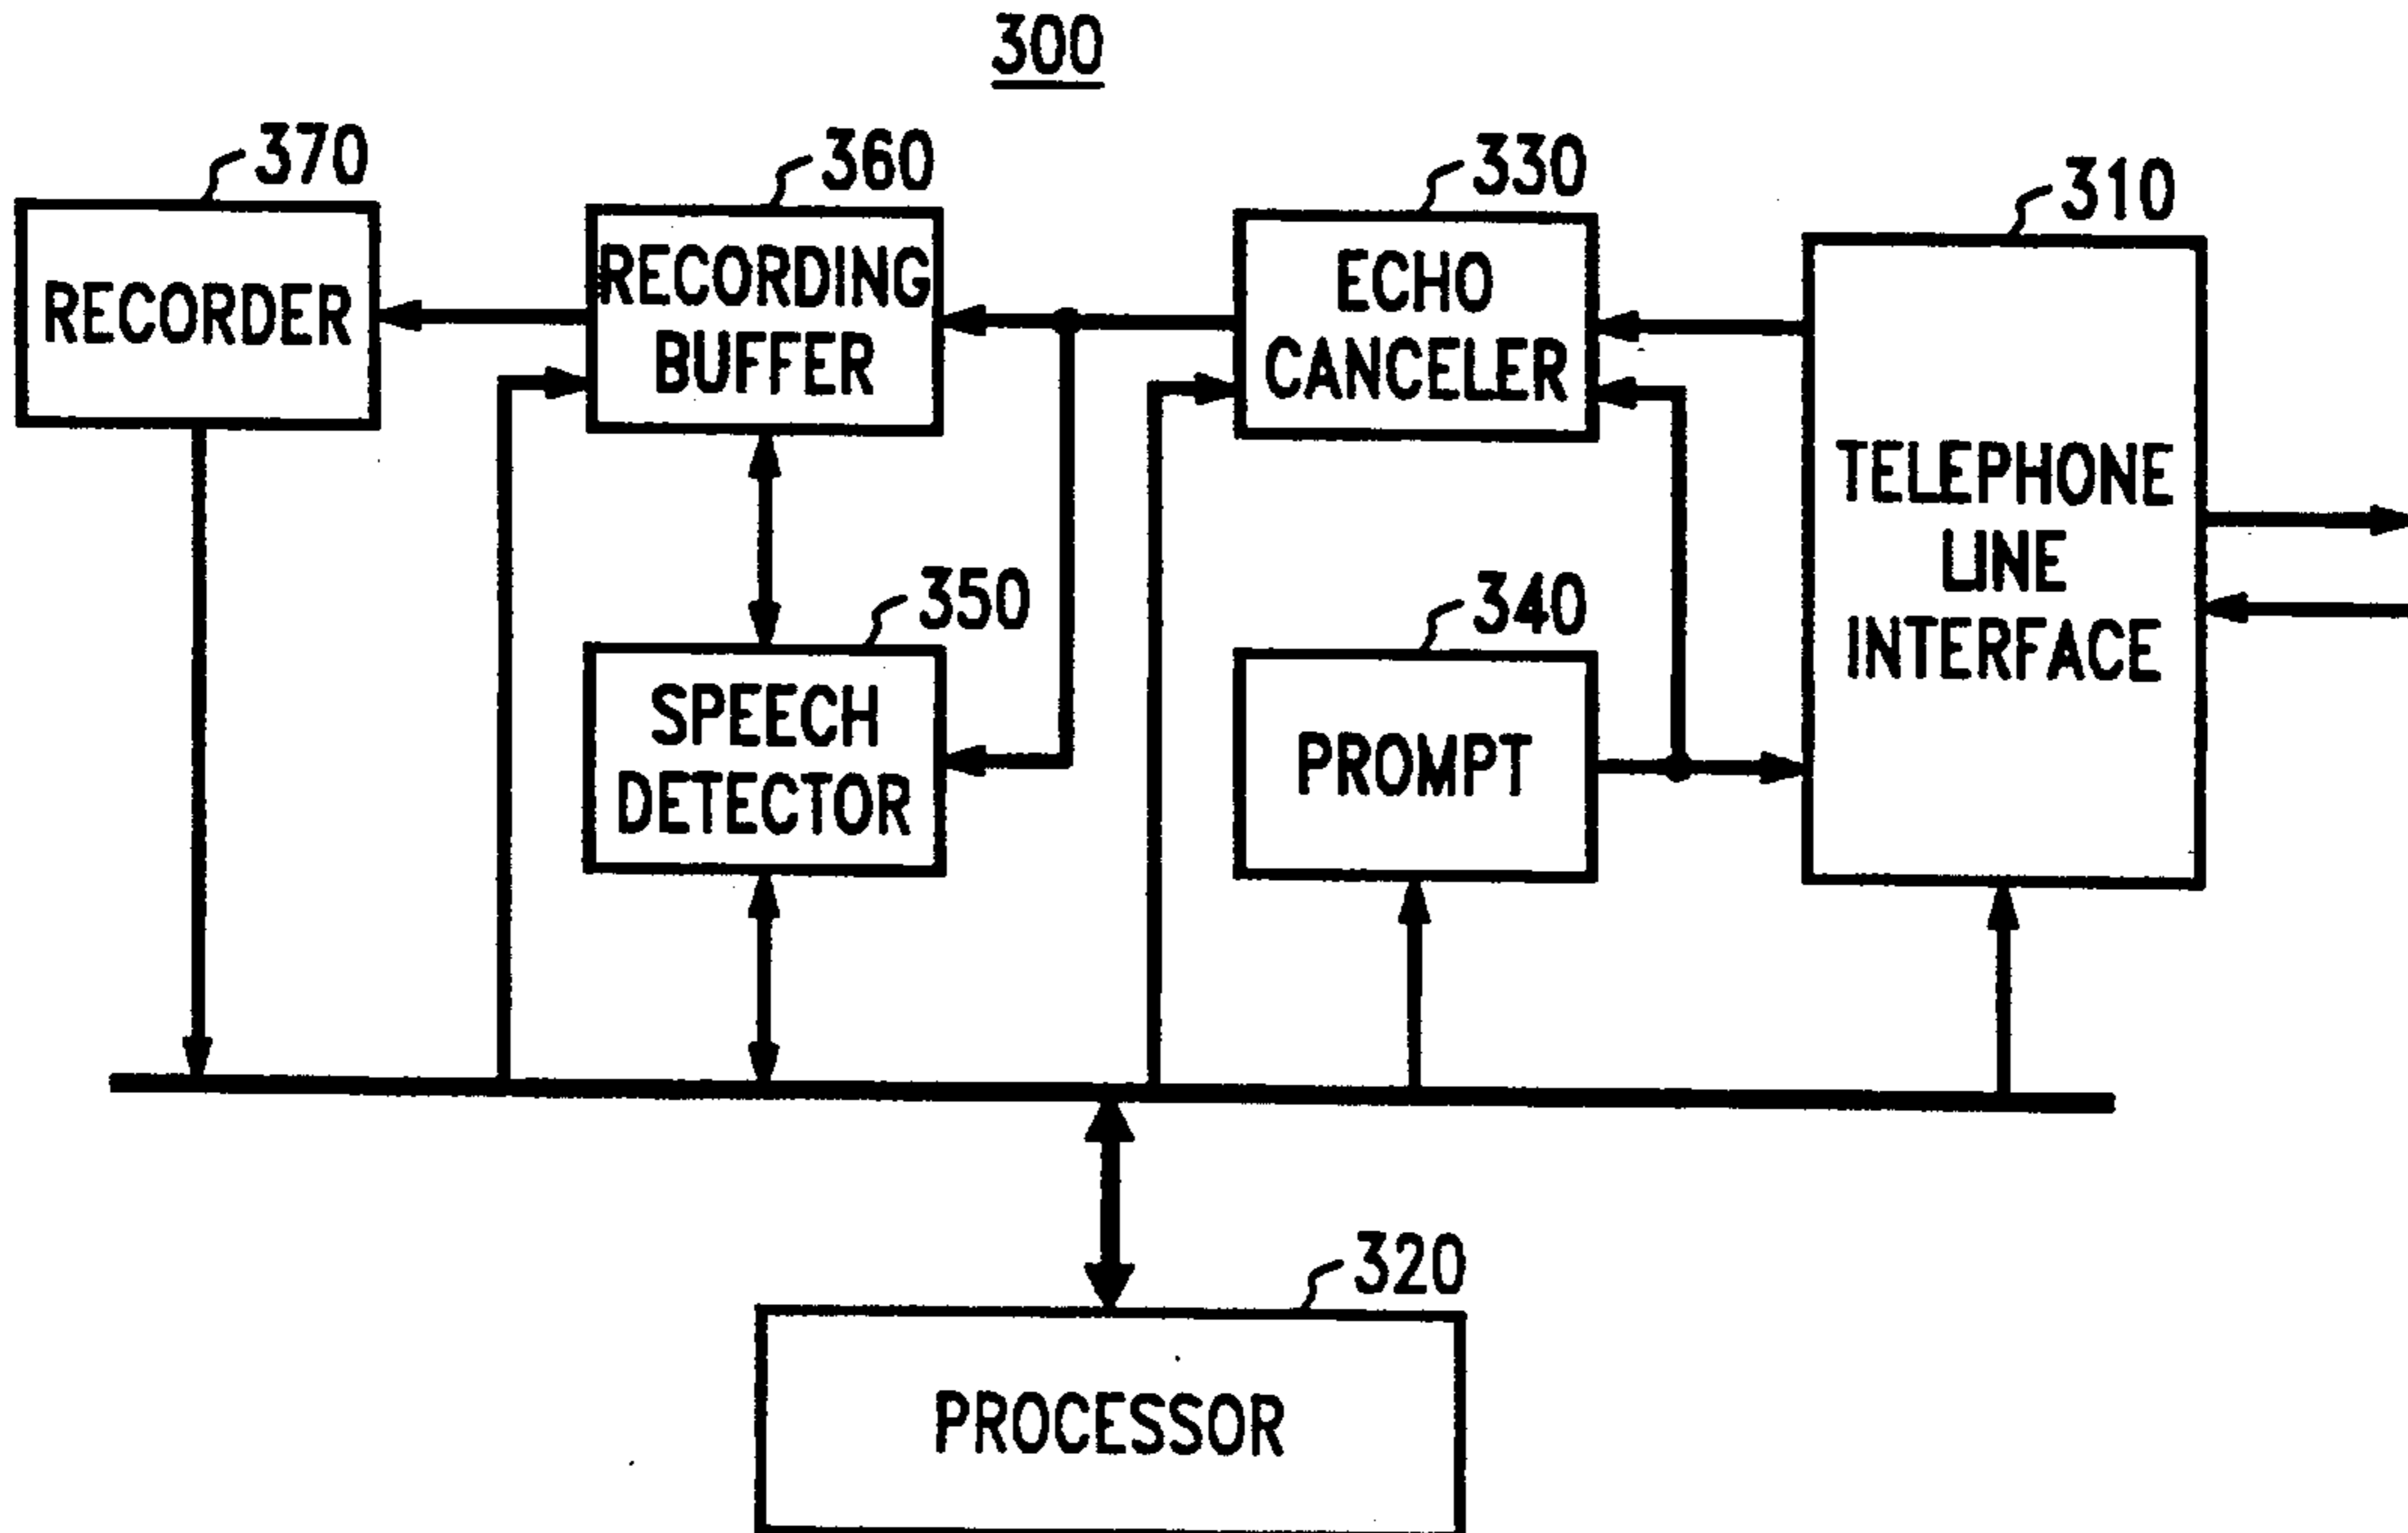 300
370
RECORDER
360
RECORDING
BUFFER
330
ECHO
CANCELER
310
TELEPHONE
LINE
INTERFACE
350
SPEECH
DETECTOR
340
PROMPT
320
PROCESSOR